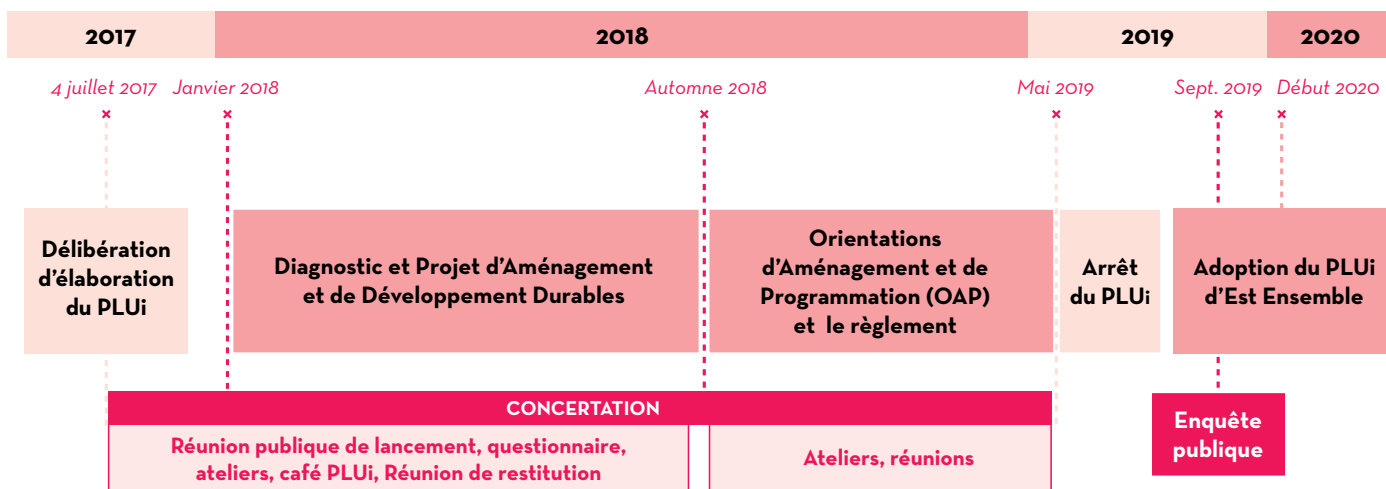 2017
2018
2019
2020
4 juillet 2017
Janvier 2018
Automne 2018
Mai 2019
Sept. 2019
Début 2020
Délibération
d’élaboration
du PLUi
Diagnostic et Projet d’Aménagement
et de Développement Durables
Orientations
d’Aménagement et de
Programmation (OAP)
et le règlement
Arrêt
du PLUi
Adoption du PLUi
d’Est Ensemble
CONCERTATION
Réunion publique de lancement, questionnaire,
ateliers, café PLUi, Réunion de restitution
Ateliers, réunions
Enquête
publique